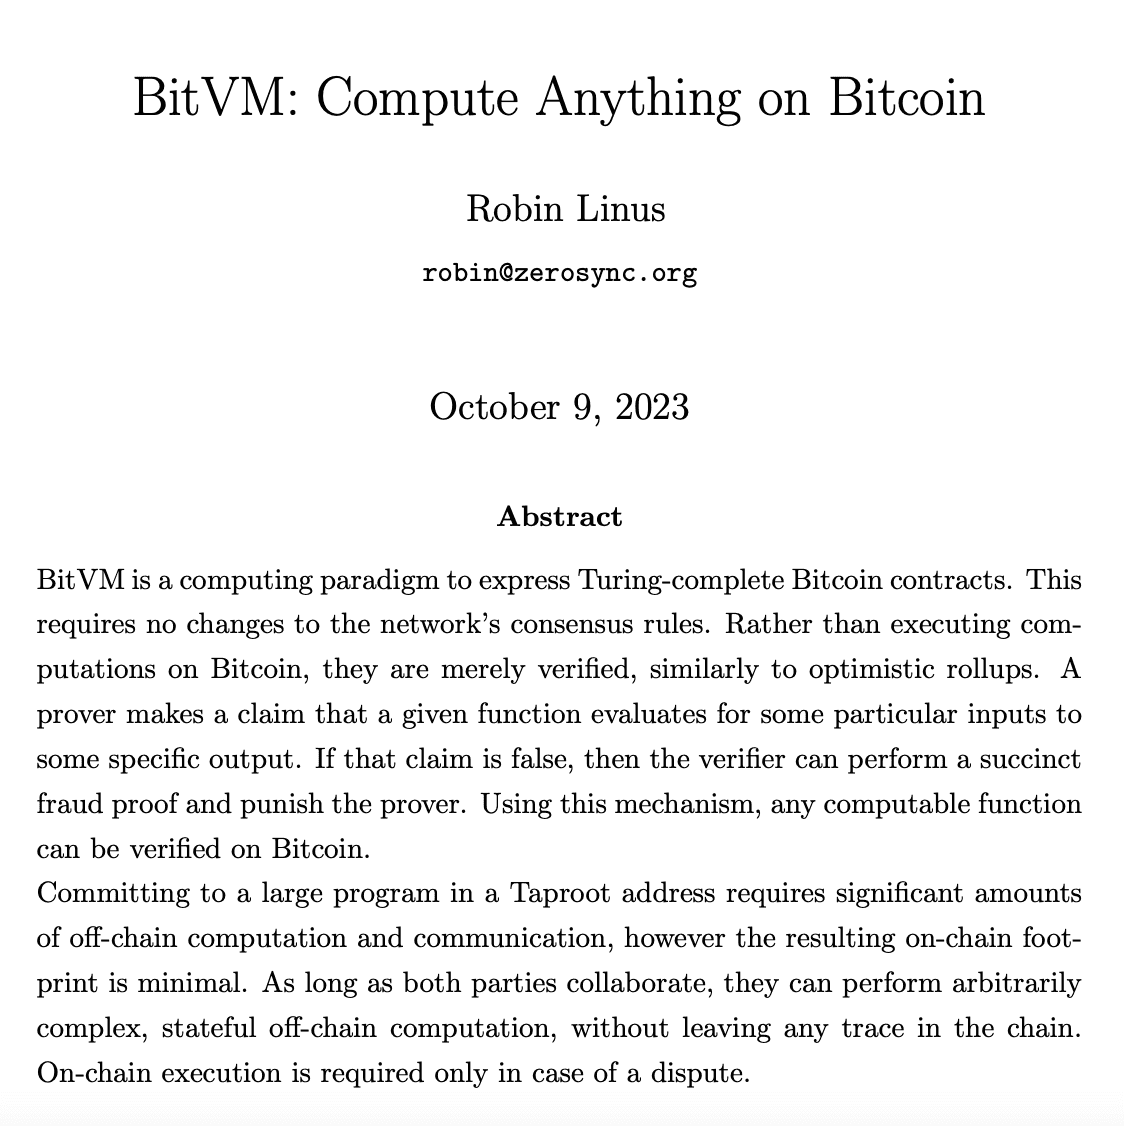 BitVM: Compute Anything on Bitcoin
Robin Linus
robin@zerosync.org
October 9, 2023
Abstract
BitVM is a computing paradigm to express Turing-complete Bitcoin contracts. This
requires no changes to the network's consensus rules. Rather than executing com-
putations on Bitcoin, they are merely verified, similarly to optimistic rollups. A
prover makes a claim that a given function evaluates for some particular inputs to
some specific output. If that claim is false, then the verifier can perform a succinct
fraud proof and punish the prover. Using this mechanism, any computable function
can be verified on Bitcoin.
Committing to a large program in a Taproot address requires significant amounts
of off-chain computation and communication, however the resulting on-chain foot-
print is minimal. As long as both parties collaborate, they can perform arbitrarily
complex, stateful off-chain computation, without leaving any trace in the chain.
On-chain execution is required only in case of a dispute.